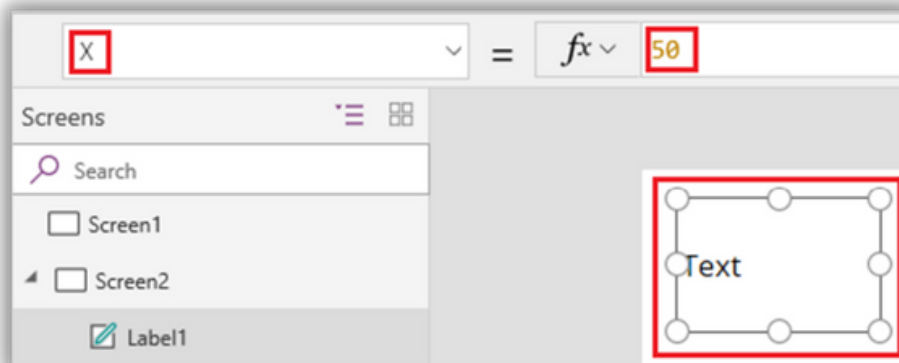 X = fx 50
Screens
Search
Screen1
Screen2
Label1
Text